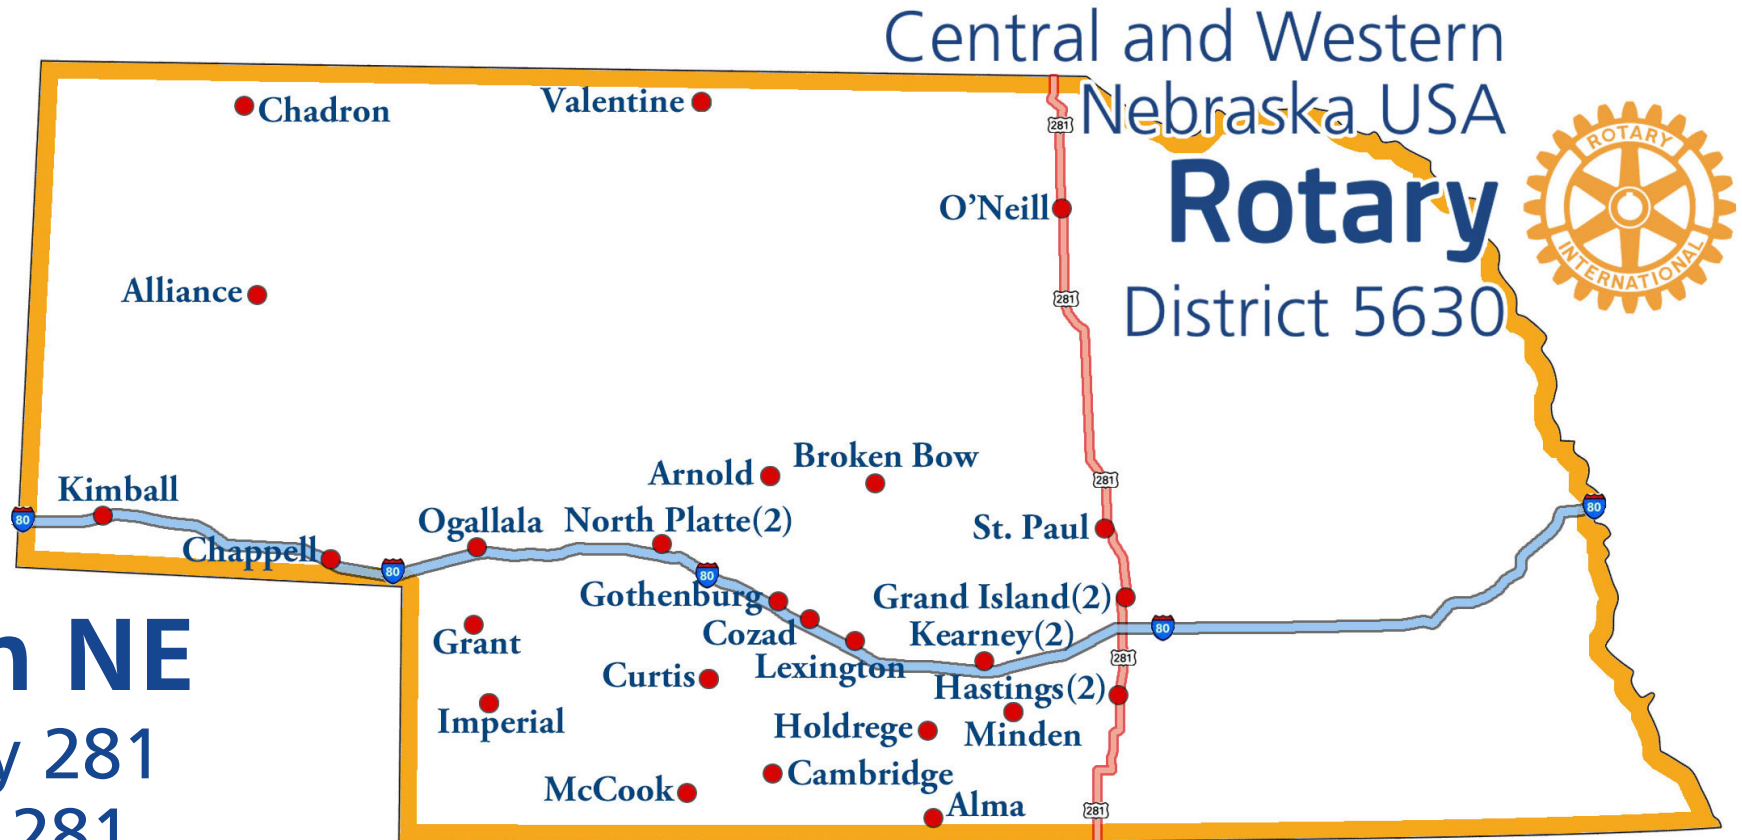 Central and Western
Nebraska USA
Rotary
District 5630
ROTARY
INTERNATIONAL
Chadron
Valentine
281
O’Neill
Alliance
281
Broken Bow
Arnold
281
Kimball
80
80
Ogallala
North Platte(2)
St. Paul
Chappell
80
80
Gothenburg
Grand Island(2)
Cozad
Kearney(2)
80
Grant
281
Lexington
Curtis
Hastings(2)
n NE
Imperial
Holdrege
Minden
y 281
Cambridge
McCook
Alma
281
281